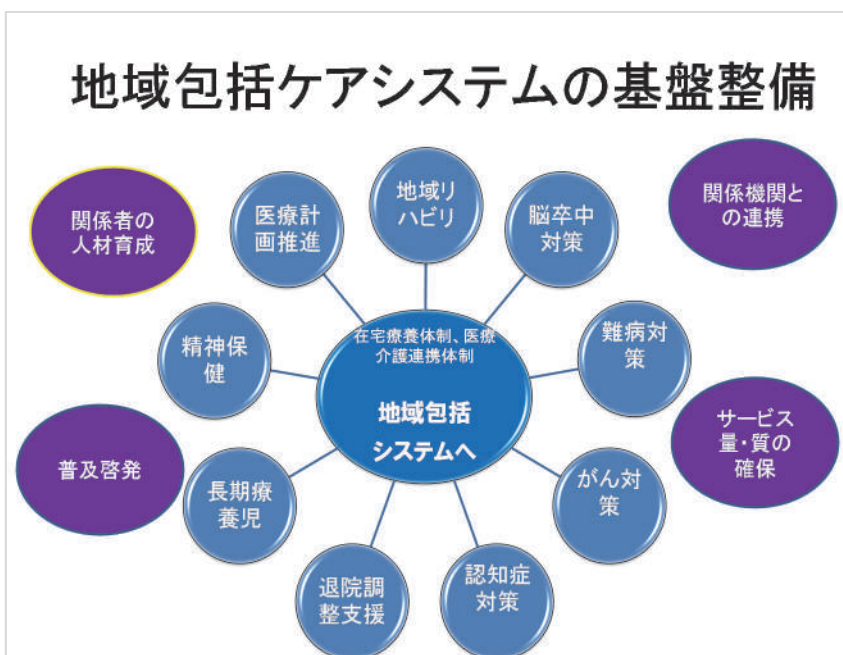 地域包括ケアシステムの基盤整備
関係者の
人材育成
医療計
画推進
地域リ
ハビリ
脳卒中
対策
関係機関と
の連携
精神保
健
在宅療養体制、医療
介護連携体制
地域包括
システムへ
難病対
策
普及啓発
長期療
養児
がん対
策
サービス
量・質の
確保
退院調
整支援
認知症
対策